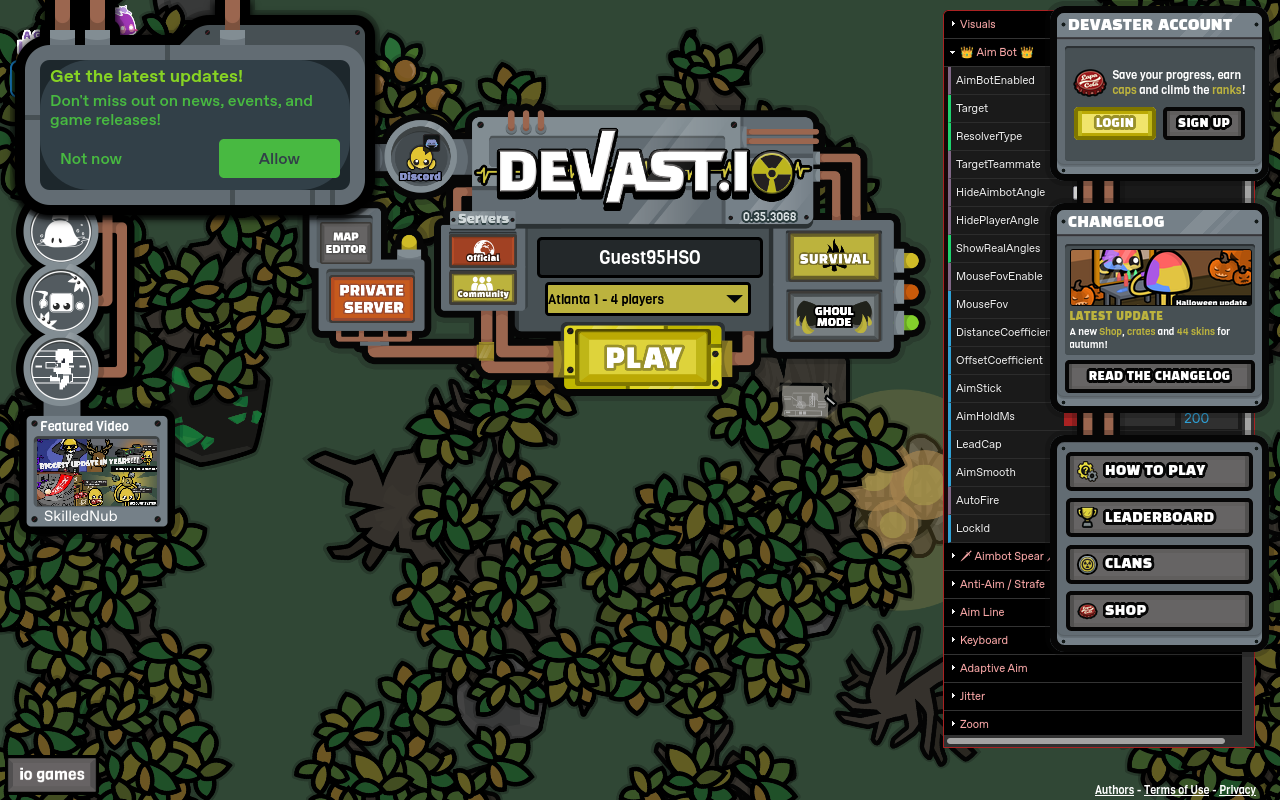 Get the latest updates!
Don't miss out on news, events, and
game releases!
Not now
Allow
Discord
DEVAST.IO
0.35.3068
Servers
Official
Community
MAP
EDITOR
PRIVATE
SERVER
Guest95HSO
Atlanta 1 - 4 players
PLAY
SURVIVAL
GHOUL
MODE
Featured Video
BIGGEST UPDATE IN YEARS!!!
SkilledNub
io games
Visuals
👑 Aim Bot 👑
AimBotEnabled
Target
ResolverType
TargetTeammate
HideAimbotAngle
HidePlayerAngle
ShowRealAngles
MouseFovEnable
MouseFov
DistanceCoefficien
OffsetCoefficient
AimStick
AimHoldMs
200
LeadCap
AimSmooth
AutoFire
LockId
Aimbot Spear
Anti-Aim / Strafe
Aim Line
Keyboard
Adaptive Aim
Jitter
Zoom
DEVASTER ACCOUNT
Save your progress, earn
caps and climb the ranks!
LOGIN
SIGN UP
CHANGELOG
Halloween update
LATEST UPDATE
A new Shop, crates and 44 skins for
autumn!
READ THE CHANGELOG
HOW TO PLAY
LEADERBOARD
CLANS
SHOP
Authors - Terms of Use - Privacy